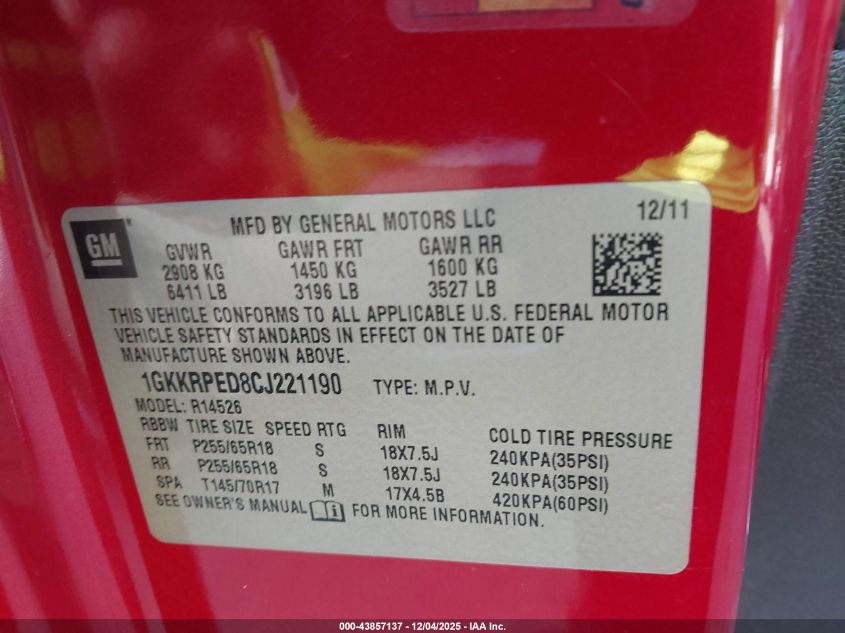 MFD BY GENERAL MOTORS LLC 12/11
GM
GVWR GAWR FRT GAWR RR
2908 KG 1450 KG 1600 KG
6411 LB 3196 LB 3527 LB
THIS VEHICLE CONFORMS TO ALL APPLICABLE U.S. FEDERAL MOTOR
VEHICLE SAFETY STANDARDS IN EFFECT ON THE DATE OF
MANUFACTURE SHOWN ABOVE.
1GKKRPED8CJ221190 TYPE: M.P.V.
MODEL: R14526
RBBW TIRE SIZE SPEED RTG RIM COLD TIRE PRESSURE
FRT P255/65R18 S 18X7.5J 240KPA(35PSI)
RR P255/65R18 S 18X7.5J 240KPA(35PSI)
SPA T145/70R17 M 17X4.5B 420KPA(60PSI)
SEE OWNER'S MANUAL FOR MORE INFORMATION.
000-43857137 - 12/04/2025 - IAA Inc.